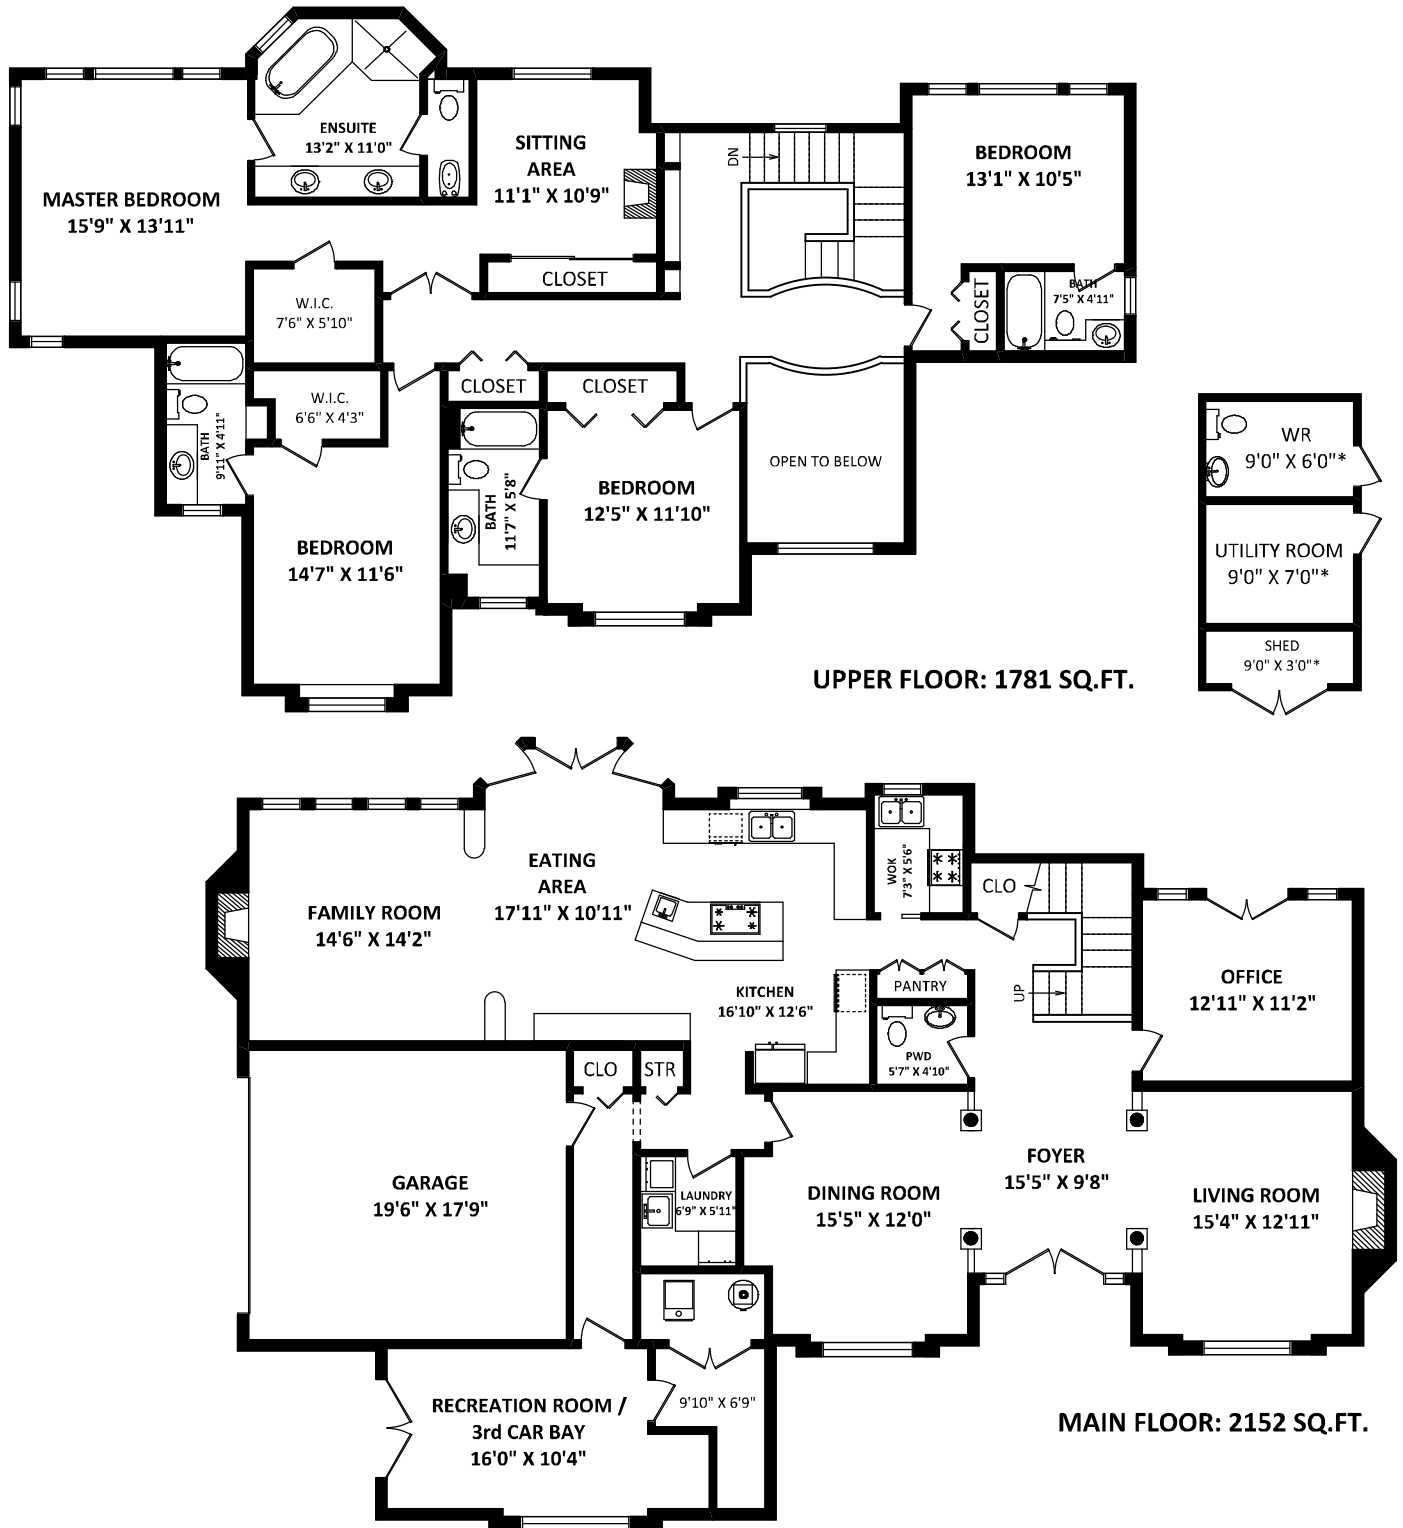 ENSUITE
13'2" X 11'0"
SITTING
AREA
11'1" X 10'9"
MASTER BEDROOM
15'9" X 13'11"
CLOSET
W.I.C.
7'6" X 5'10"
DN
BEDROOM
13'1" X 10'5"
CLOSET
BATH
7'5" X 4'11"
W.I.C.
6'6" X 4'3"
BATH
9'11" X 4'11"
CLOSET
CLOSET
BATH
11'7" X 5'8"
BEDROOM
12'5" X 11'10"
OPEN TO BELOW
BEDROOM
14'7" X 11'6"
WR
9'0" X 6'0"*
UTILITY ROOM
9'0" X 7'0"*
SHED
9'0" X 3'0"*
UPPER FLOOR: 1781 SQ.FT.
EATING
AREA
17'11" X 10'11"
FAMILY ROOM
14'6" X 14'2"
WOK
7'3" X 5'6"
CLO
KITCHEN
16'10" X 12'6"
PANTRY
UP
OFFICE
12'11" X 11'2"
PWD
5'7" X 4'10"
CLO
STR
GARAGE
19'6" X 17'9"
LAUNDRY
6'9" X 5'11"
DINING ROOM
15'5" X 12'0"
FOYER
15'5" X 9'8"
LIVING ROOM
15'4" X 12'11"
RECREATION ROOM /
3rd CAR BAY
16'0" X 10'4"
9'10" X 6'9"
MAIN FLOOR: 2152 SQ.FT.